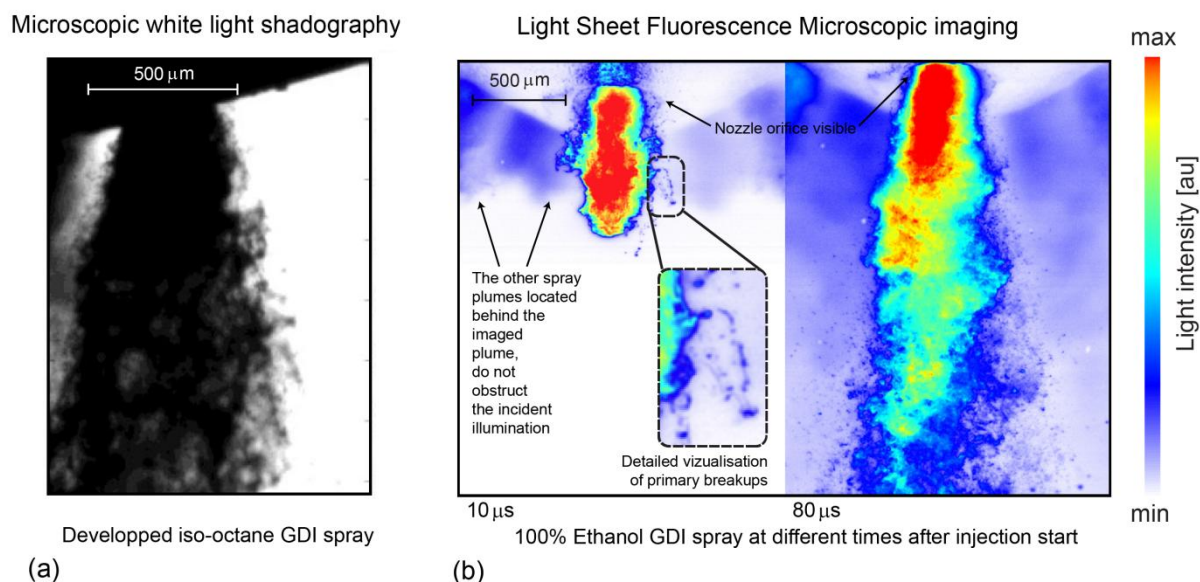 Microscopic white light shadography
500 μm
Developped iso-octane GDI spray
(a)
Light Sheet Fluorescence Microscopic imaging
500 μm
Nozzle orifice visible
The other spray
plumes located
behind the
imaged
plume,
do not
obstruct
the incident
illumination
Detailed vizualisation
of primary breakups
10 μs
80 μs
100% Ethanol GDI spray at different times after injection start
(b)
max
Light intensity [au]
min